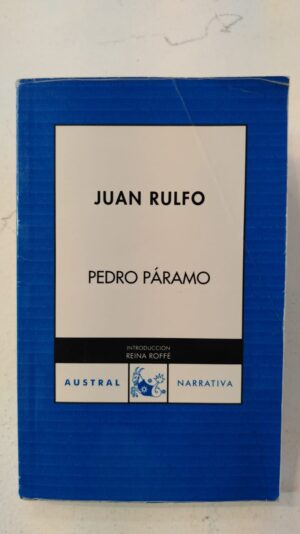 JUAN RULFO
PEDRO PÁRAMO
INTRODUCCIÓN
REINA ROFFÉ
AUSTRAL
NARRATIVA